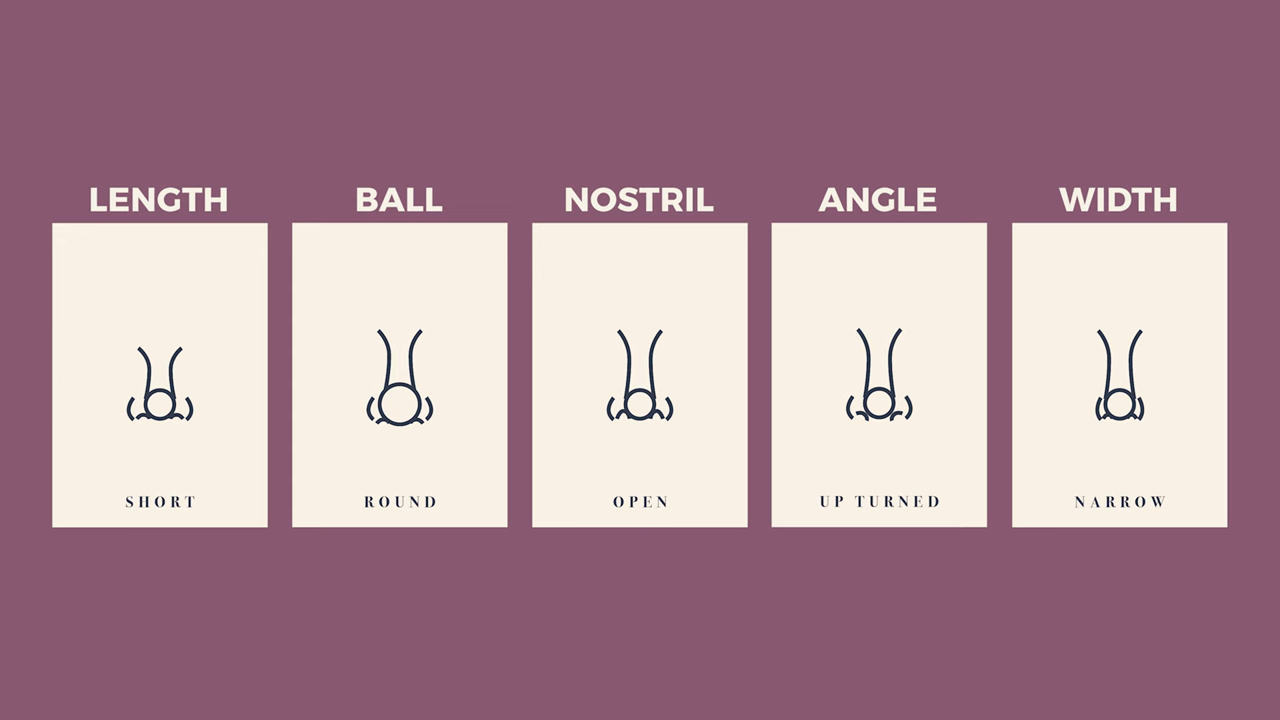 LENGTH
BALL
NOSTRIL
ANGLE
WIDTH
SHORT
ROUND
OPEN
UP TURNED
NARROW